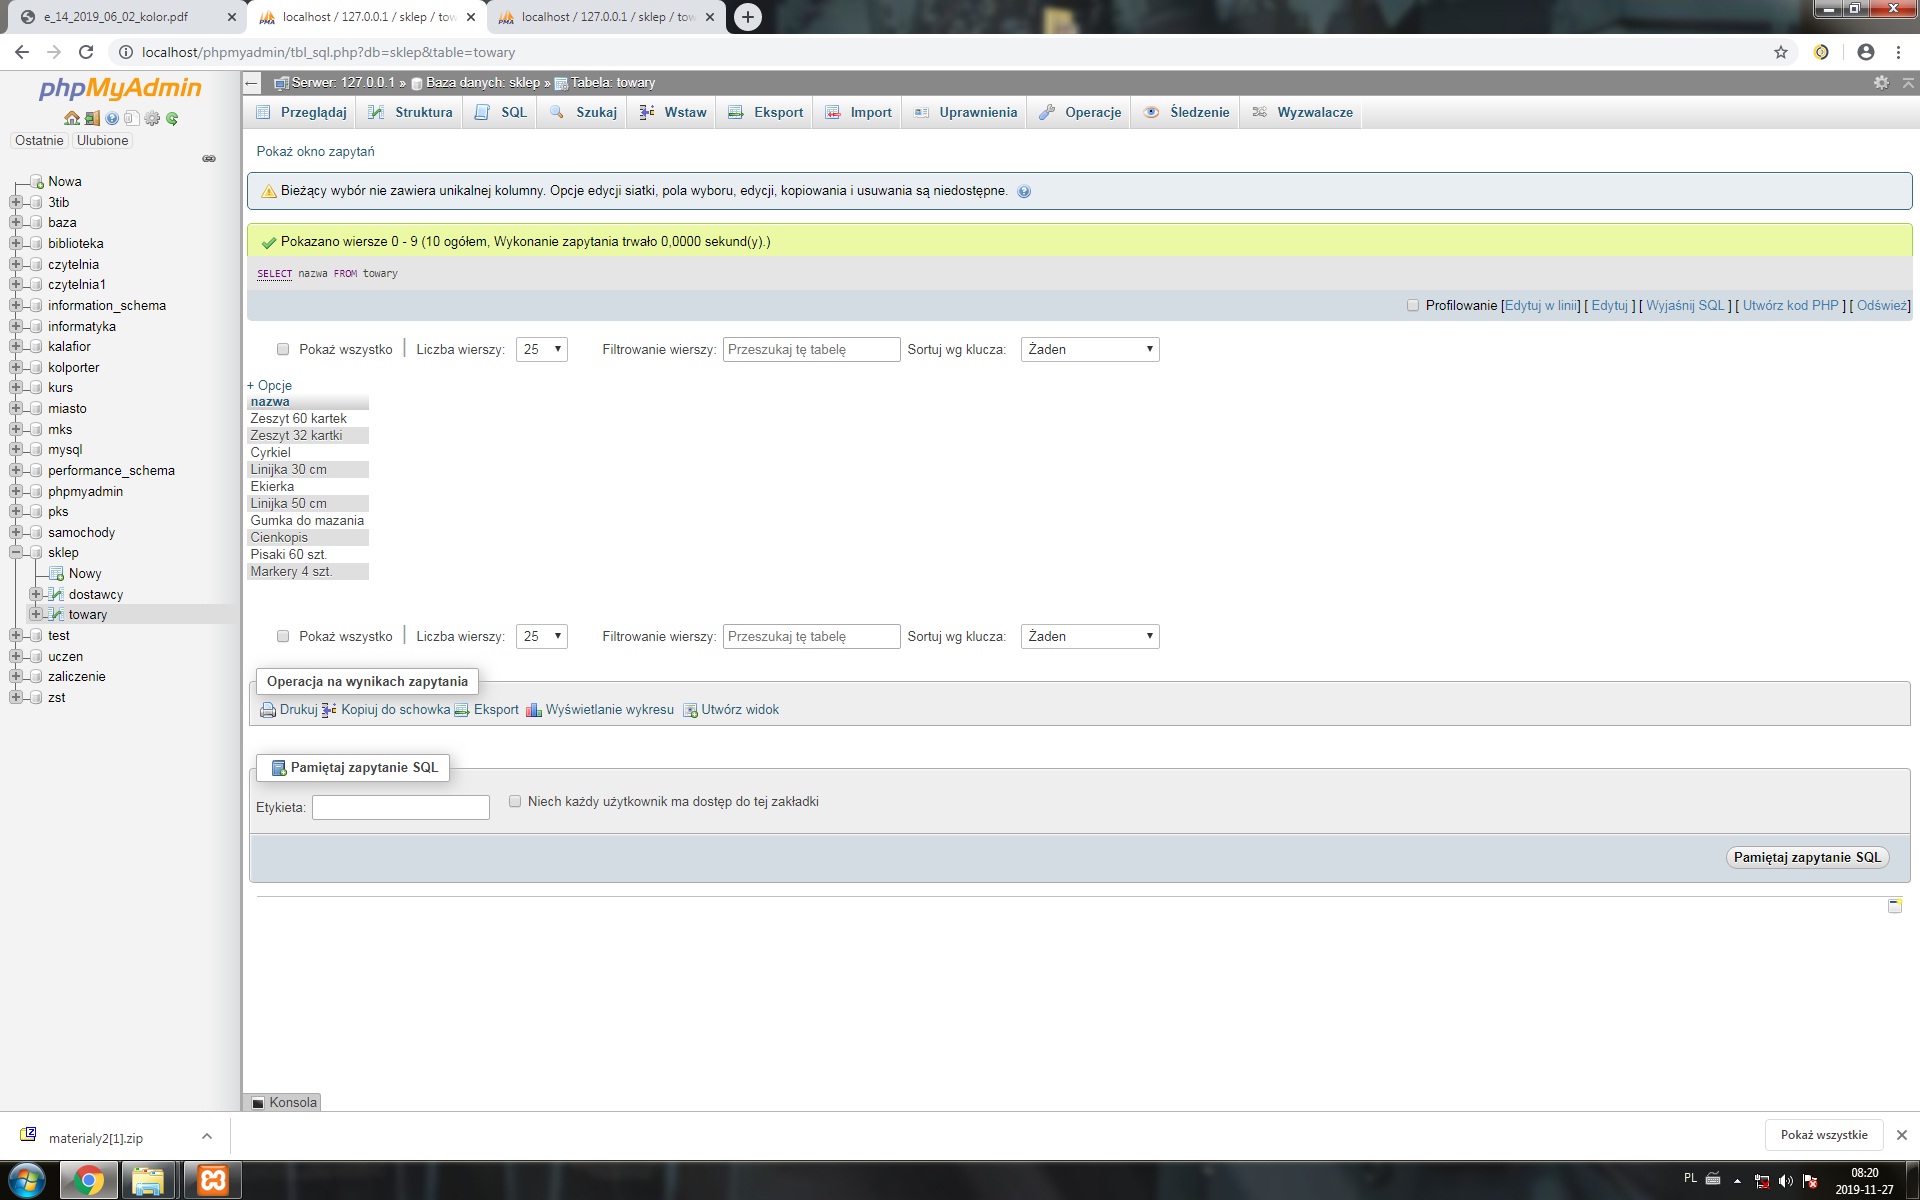 e_14_2019_06_02_kolor.pdf
localhost / 127.0.0.1 / sklep / tow
localhost / 127.0.0.1 / sklep / tow
localhost/phpmyadmin/tbl_sql.php?db=sklep&table=towary
phpMyAdmin
Ostatnie Ulubione
Nowa
3tib
baza
biblioteka
czytelnia
czytelnia1
information_schema
informatyka
kalafior
kolporter
kurs
miasto
mks
mysql
performance_schema
phpmyadmin
pks
samochody
sklep
Nowy
dostawcy
towary
test
uczen
zaliczenie
zst
Serwer: 127.0.0.1 » Baza danych: sklep » Tabela: towary
Przeglądaj Struktura SQL Szukaj Wstaw Eksport Import Uprawnienia Operacje Śledzenie Wyzwalacze
Pokaż okno zapytań
Bieżący wybór nie zawiera unikalnej kolumny. Opcje edycji siatki, pola wyboru, edycji, kopiowania i usuwania są niedostępne.
Pokazano wiersze 0 - 9 (10 ogółem, Wykonanie zapytania trwało 0,0000 sekund(y).)
SELECT nazwa FROM towary
Profilowanie [Edytuj w linii] [ Edytuj ] [ Wyjaśnij SQL ] [ Utwórz kod PHP ] [ Odśwież]
Pokaż wszystko | Liczba wierszy: 25 Filtrowanie wierszy: Przeszukaj tę tabelę Sortuj wg klucza: Żaden
+ Opcje
nazwa
Zeszyt 60 kartek
Zeszyt 32 kartki
Cyrkiel
Linijka 30 cm
Ekierka
Linijka 50 cm
Gumka do mazania
Cienkopis
Pisaki 60 szt.
Markery 4 szt.
Pokaż wszystko | Liczba wierszy: 25 Filtrowanie wierszy: Przeszukaj tę tabelę Sortuj wg klucza: Żaden
Operacja na wynikach zapytania
Drukuj Kopiuj do schowka Eksport Wyświetlanie wykresu Utwórz widok
Pamiętaj zapytanie SQL
Etykieta: Niech każdy użytkownik ma dostęp do tej zakładki
Pamiętaj zapytanie SQL
Konsola
materialy2[1].zip
Pokaż wszystkie
PL
08:20
2019-11-27